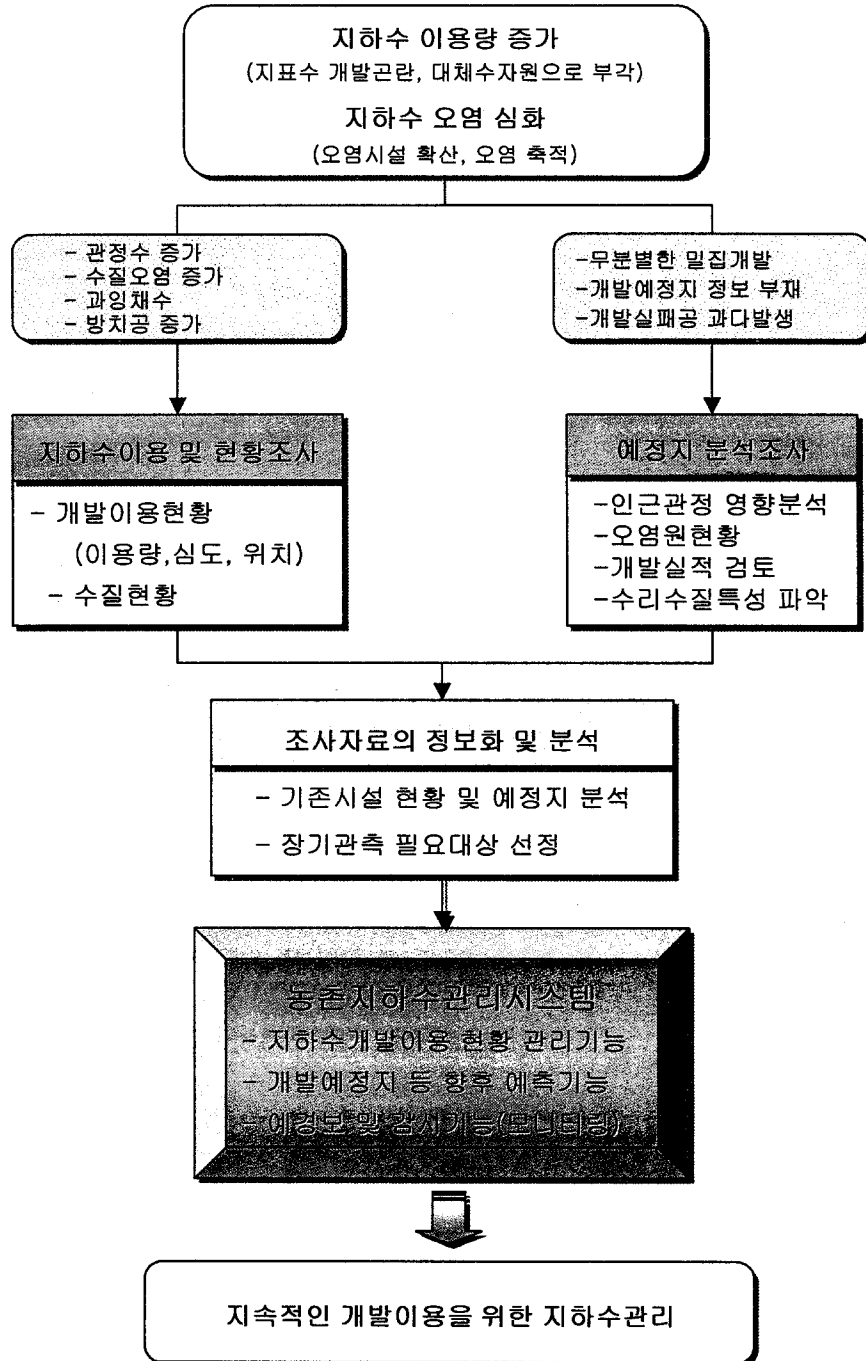 지하수 이용량 증가
(지표수 개발곤란, 대체수자원으로 부각)
지하수 오염 심화
(오염시설 확산, 오염 축적)
- 관정수 증가
- 수질오염 증가
- 과잉채수
- 방치공 증가
-무분별한 밀집개발
-개발예정지 정보 부재
-개발실패공 과다발생
지하수이용 및 현황조사
- 개발이용현황
(이용량,심도, 위치)
- 수질현황
예정지 분석조사
-인근관정 영향분석
-오염원현황
-개발실적 검토
-수리수질특성 파악
조사자료의 정보화 및 분석
- 기존시설 현황 및 예정지 분석
- 장기관측 필요대상 선정
농촌지하수관리시스템
- 지하수개발이용 현황 관리기능
- 개발예정지 등 향후 예측기능
- 예경보 및 감시기능(모니터링)
지속적인 개발이용을 위한 지하수관리